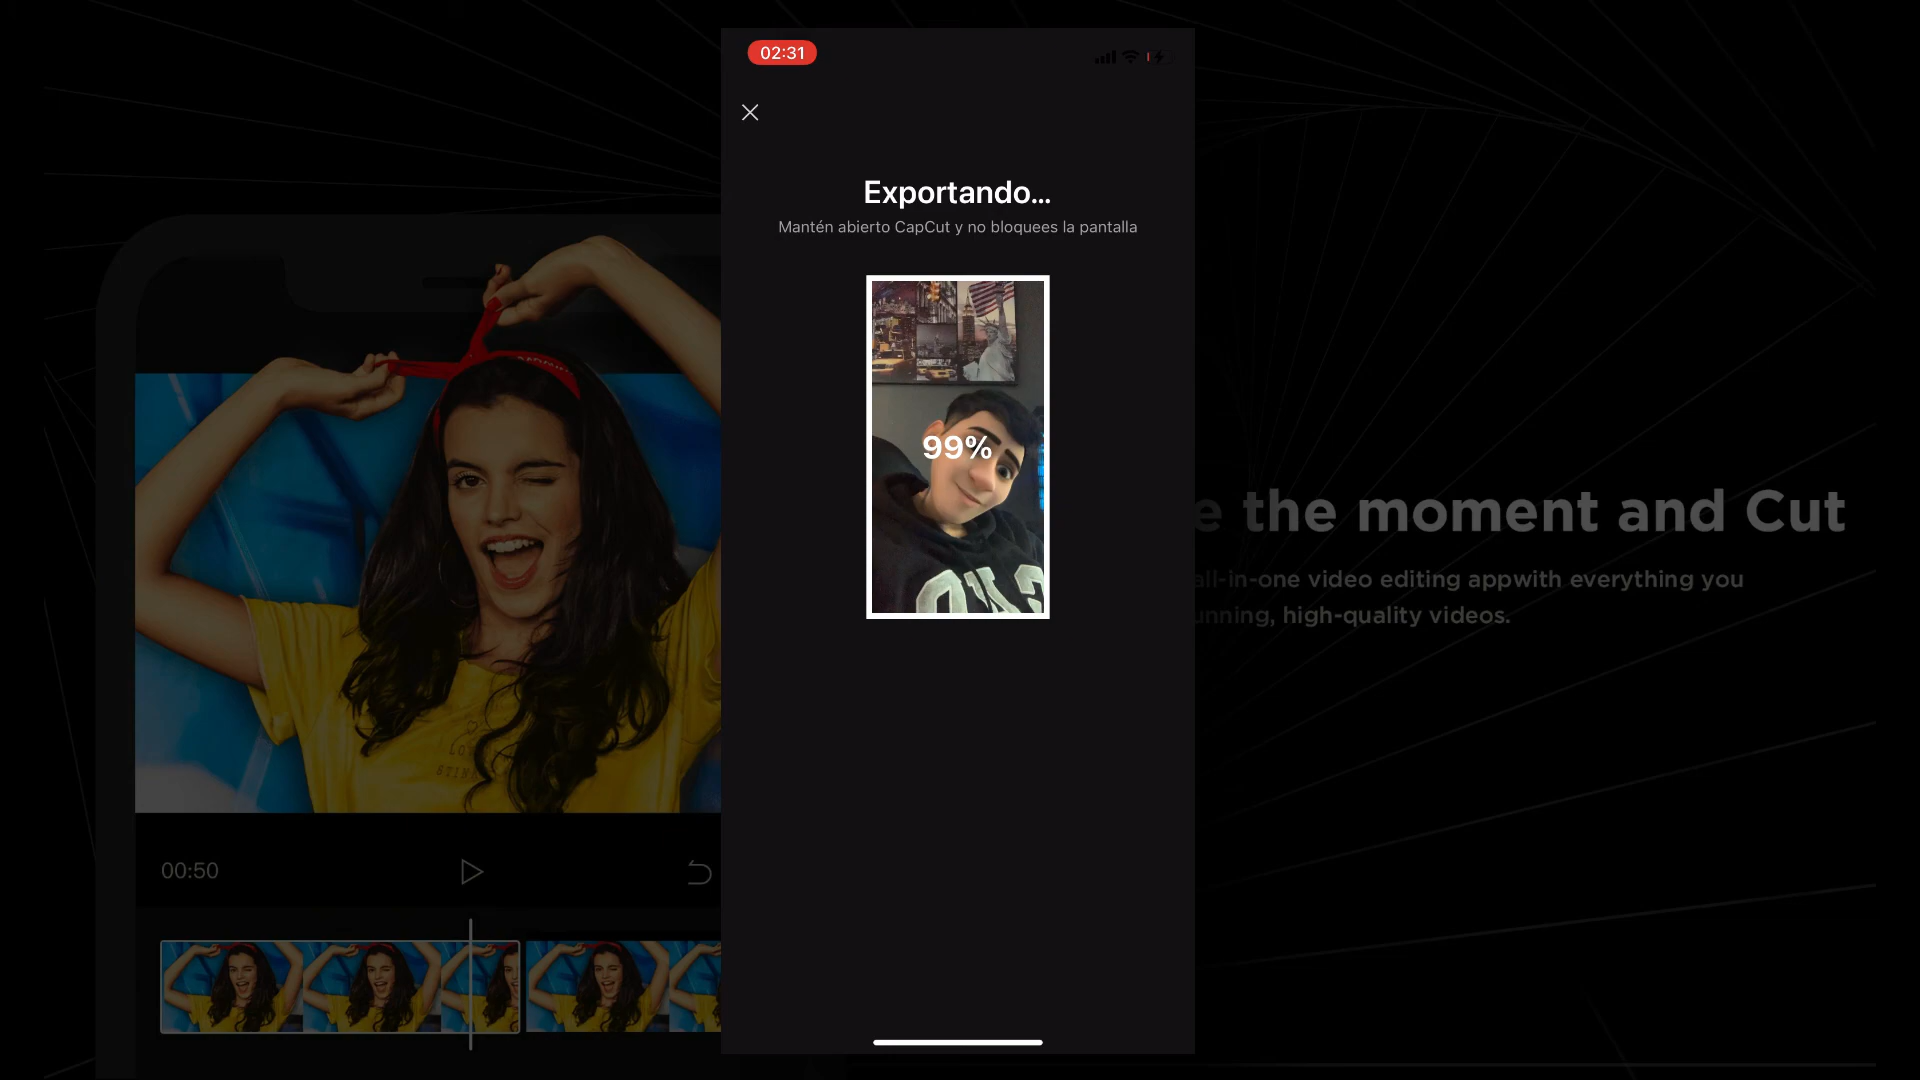 02:31
Exportando...
Mantén abierto CapCut y no bloquees la pantalla
99%
the moment and Cut
all-in-one video editing appwith everything you
high-quality videos.
00:50